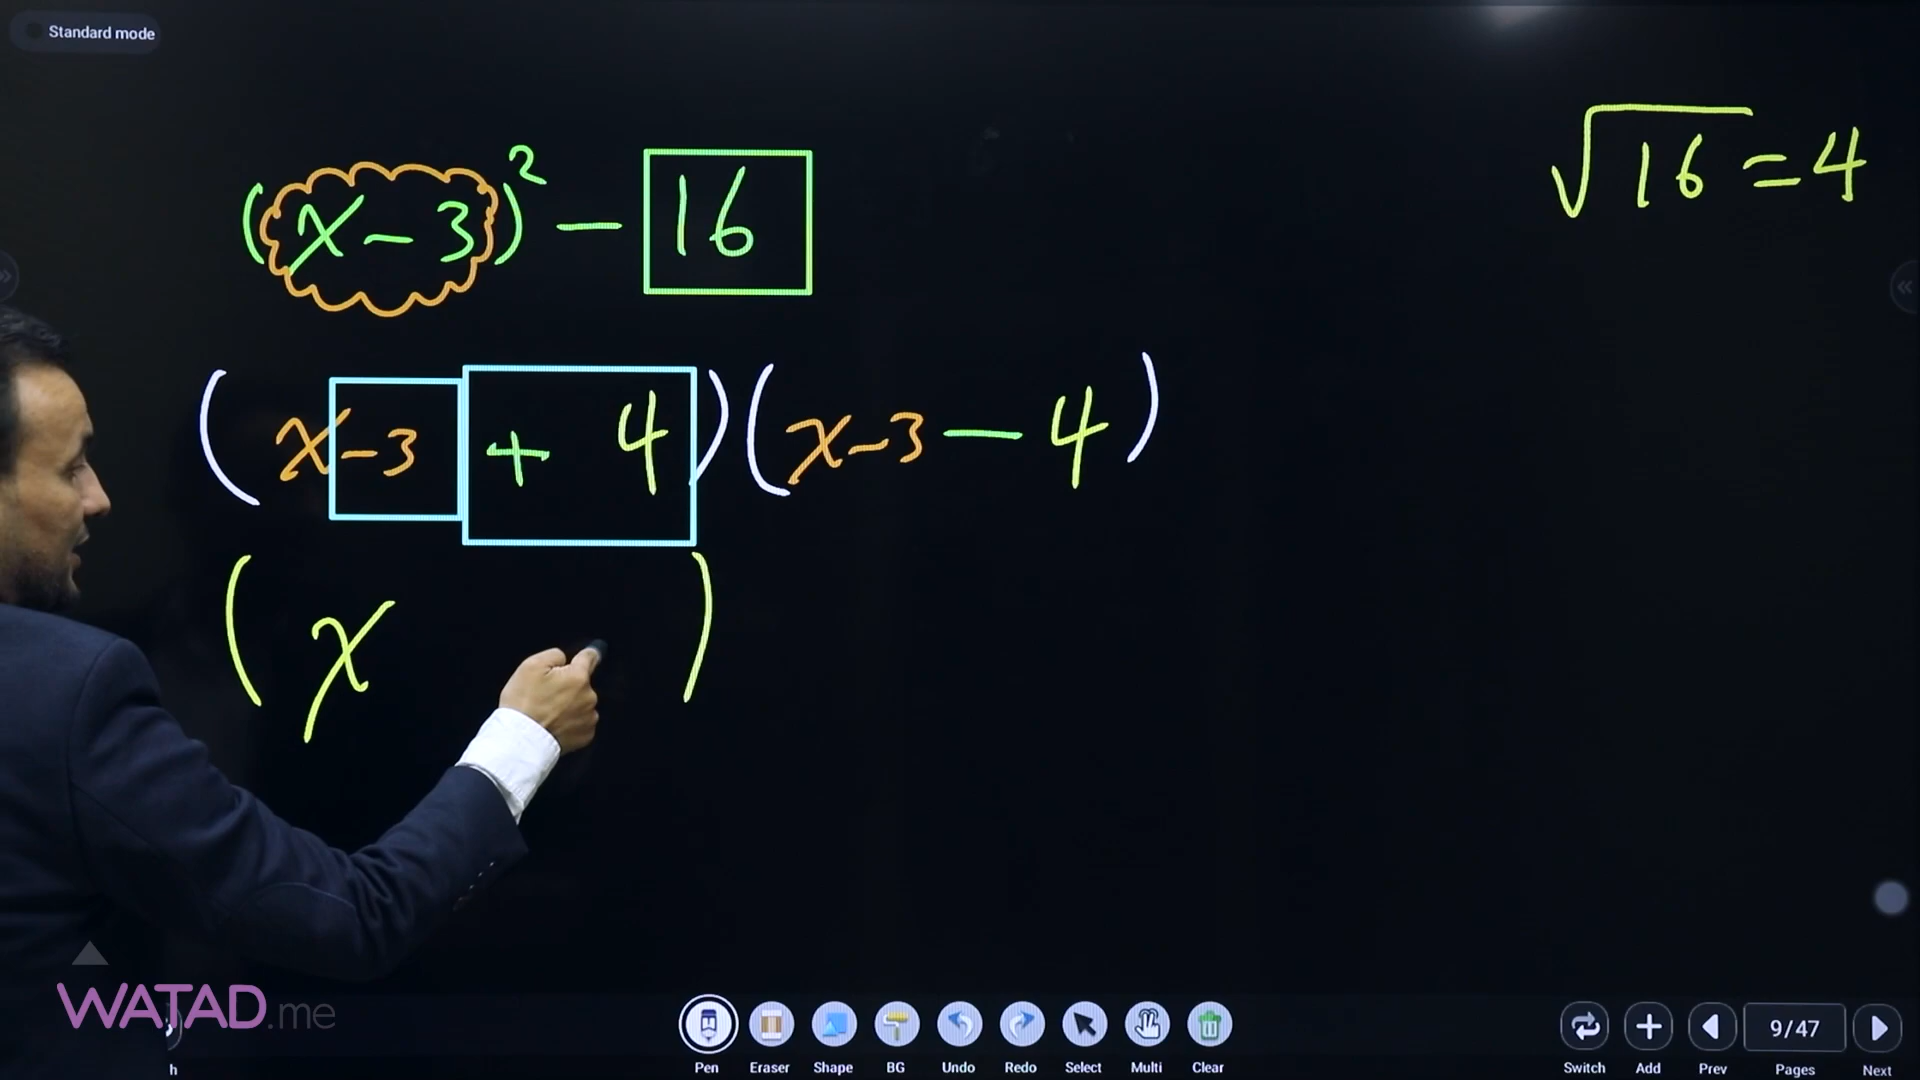 Standard mode
√16 = 4
(x-3)² - 16
(x-3 + 4)(x-3 - 4)
(x )
WATAD.me
h
Pen Eraser Shape BG Undo Redo Select Multi Clear
Switch Add Prev 9/47 Pages Next